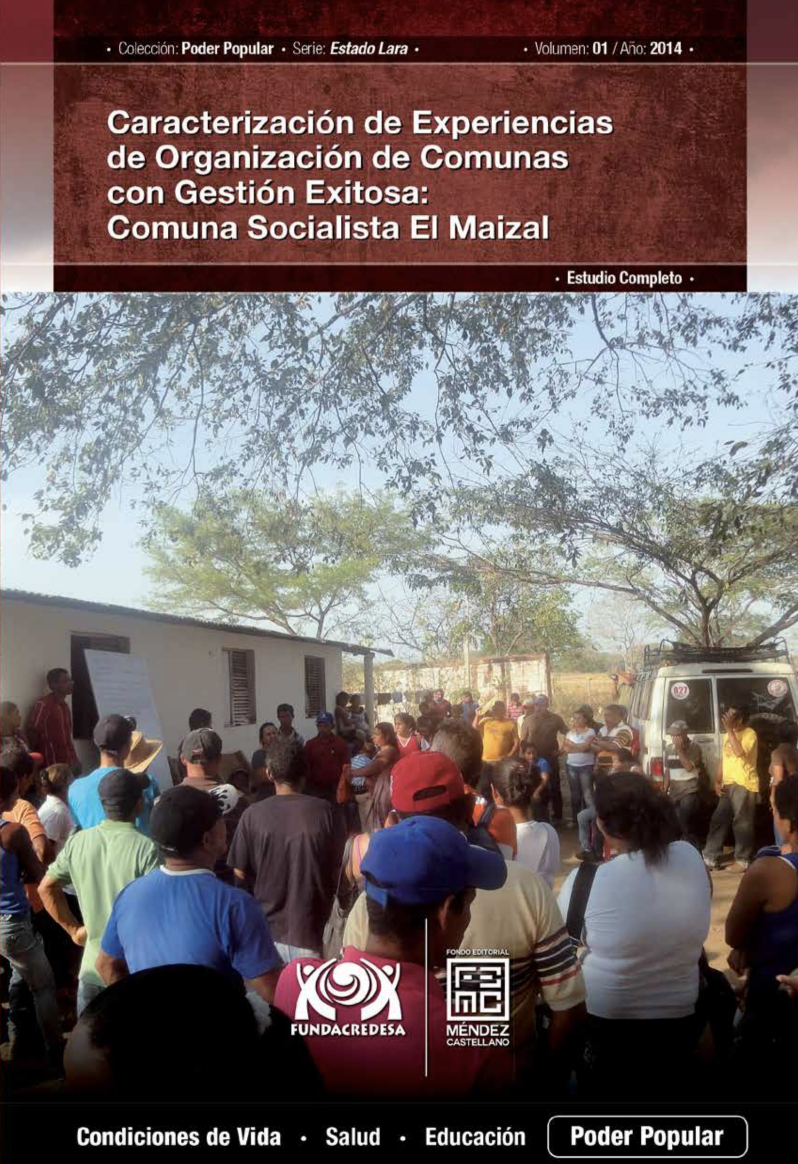 • Colección: Poder Popular • Serie: Estado Lara • • Volumen: 01 / Año: 2014 •
Caracterización de Experiencias
de Organización de Comunas
con Gestión Exitosa:
Comuna Socialista El Maizal
• Estudio Completo •
027
FUNDACREDESA
FONDO EDITORIAL
FEMC
MÉNDEZ
CASTELLANO
Condiciones de Vida • Salud • Educación Poder Popular